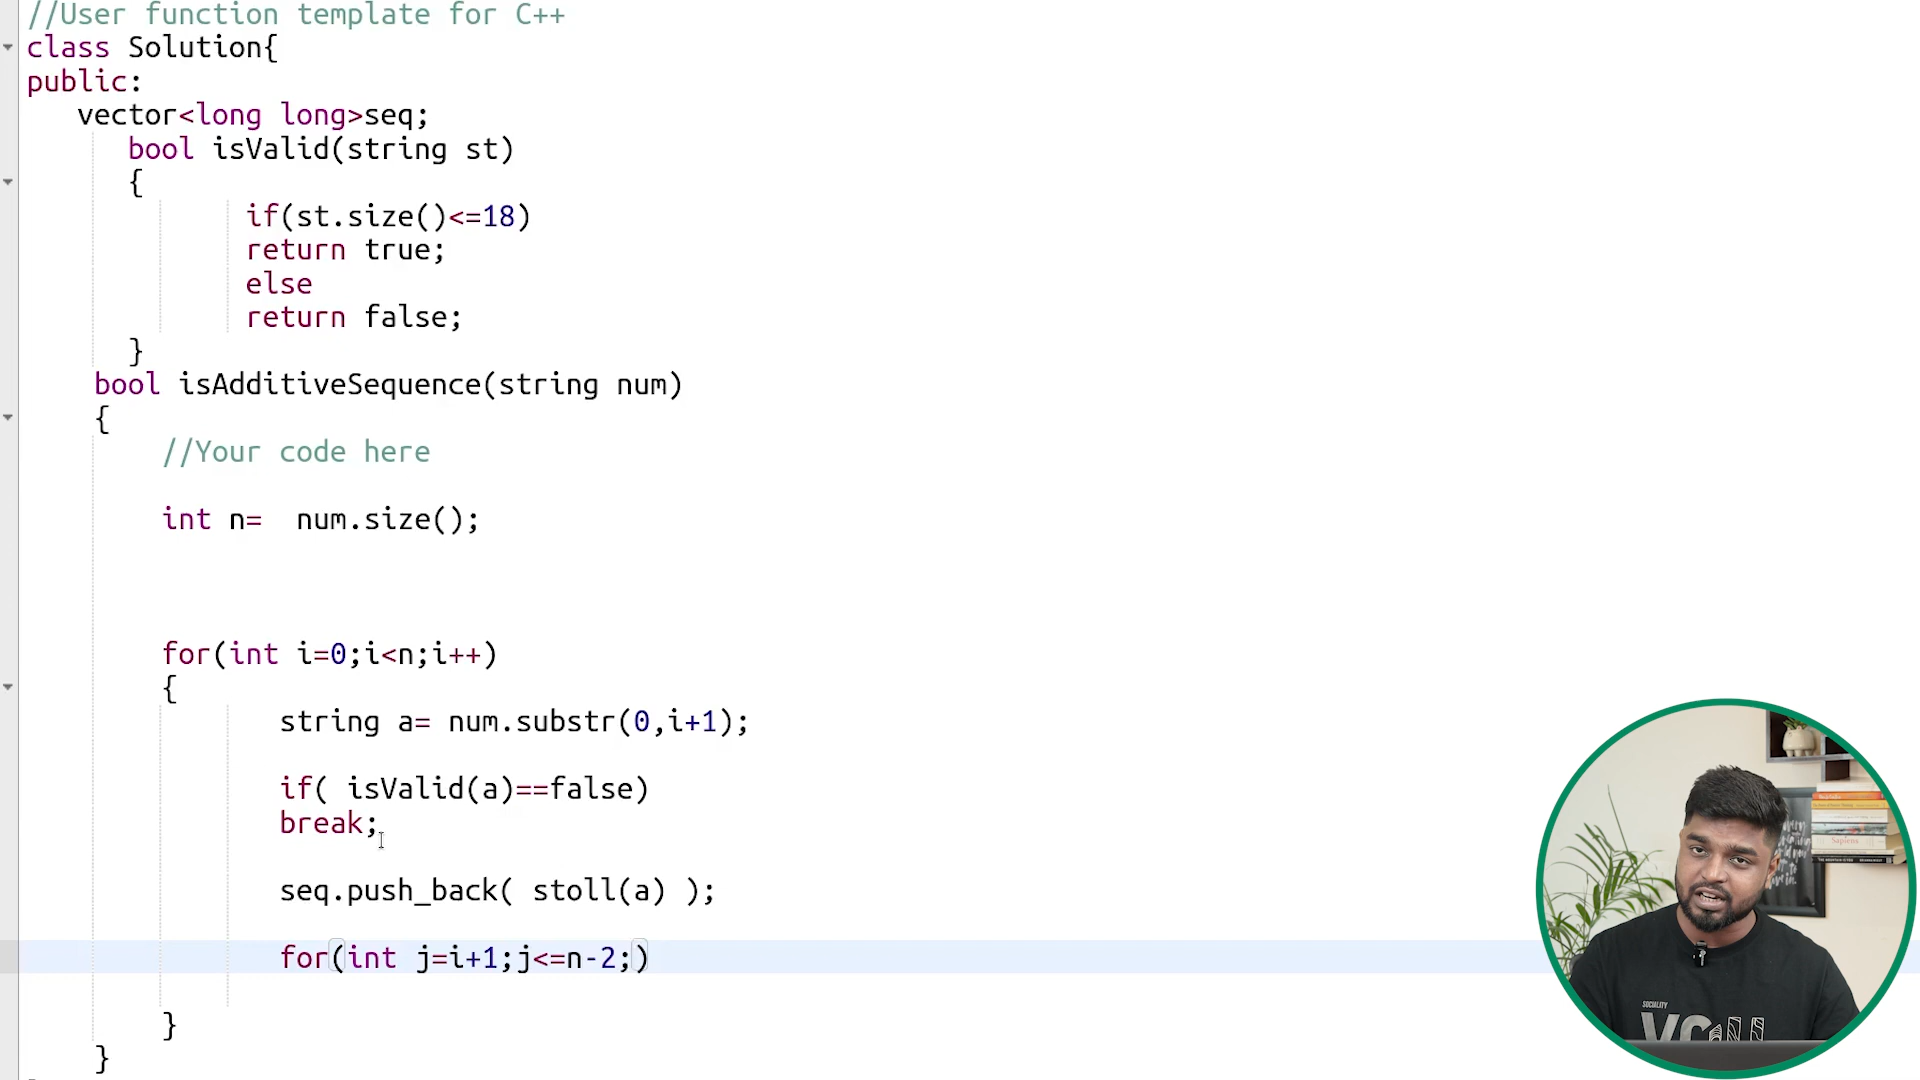 //User function template for C++
class Solution{
public:
vector<long long>seq;
bool isValid(string st)
{
if(st.size()<=18)
return true;
else
return false;
}
bool isAdditiveSequence(string num)
{
//Your code here
int n=  num.size();
for(int i=0;i<n;i++)
{
string a= num.substr(0,i+1);
if( isValid(a)==false)
break;
seq.push_back( stoll(a) );
for(int j=i+1;j<=n-2;)
}
}
Sapiens
SOCIALITY